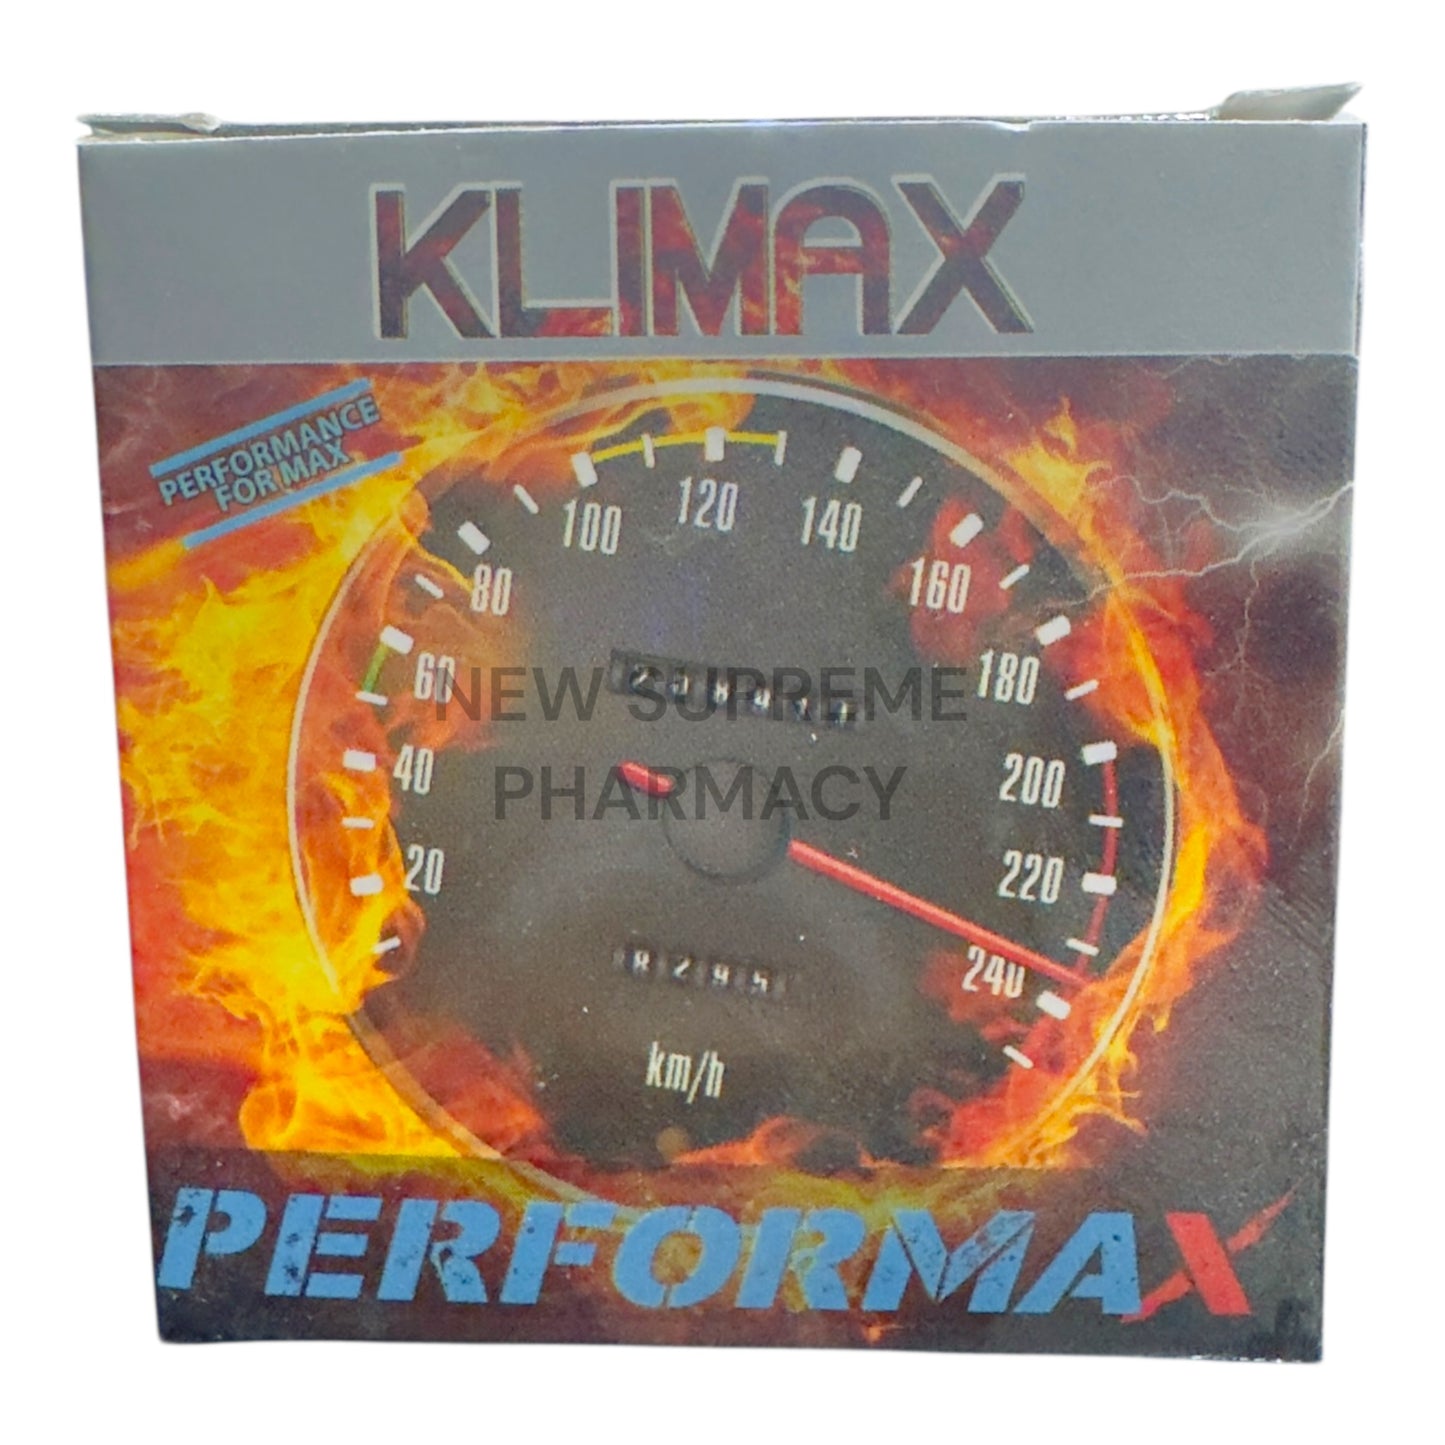 KLIMAX
PERFORMANCE
FOR MAX
100 120 140
80 160
60 180
NEW SUPREME
40 200
PHARMACY
20 220
240
8295
km/h
PERFORMAX